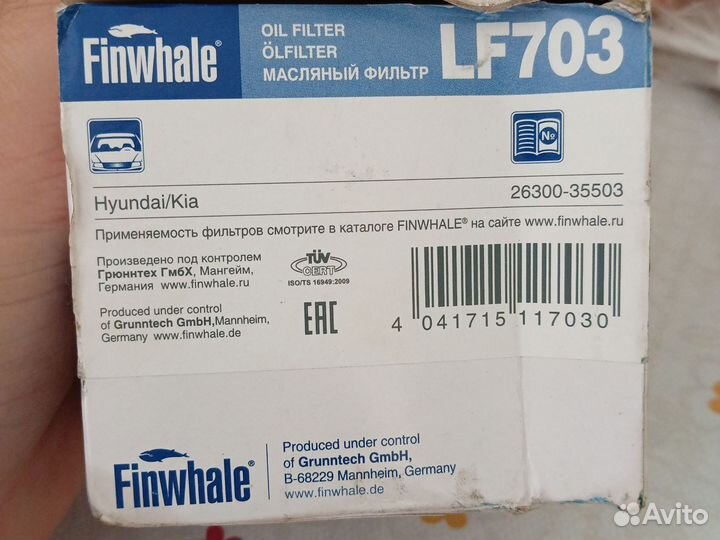 Finwhale®
OIL FILTER
ÖLFILTER
МАСЛЯНЫЙ ФИЛЬТР
LF703
№
Hyundai/Kia
26300-35503
Применяемость фильтров смотрите в каталоге FINWHALE® на сайте www.finwhale.ru
Произведено под контролем
Грюннтех ГмбХ, Мангейм,
Германия www.finwhale.ru
TÜV
CERT
ISO/TS 16949:2009
Produced under control
of Grunntech GmbH,Mannheim,
Germany www.finwhale.de
EAC
4 041715 117030
Finwhale®
Produced under control
of Grunntech GmbH,
B-68229 Mannheim, Germany
www.finwhale.de
Avito